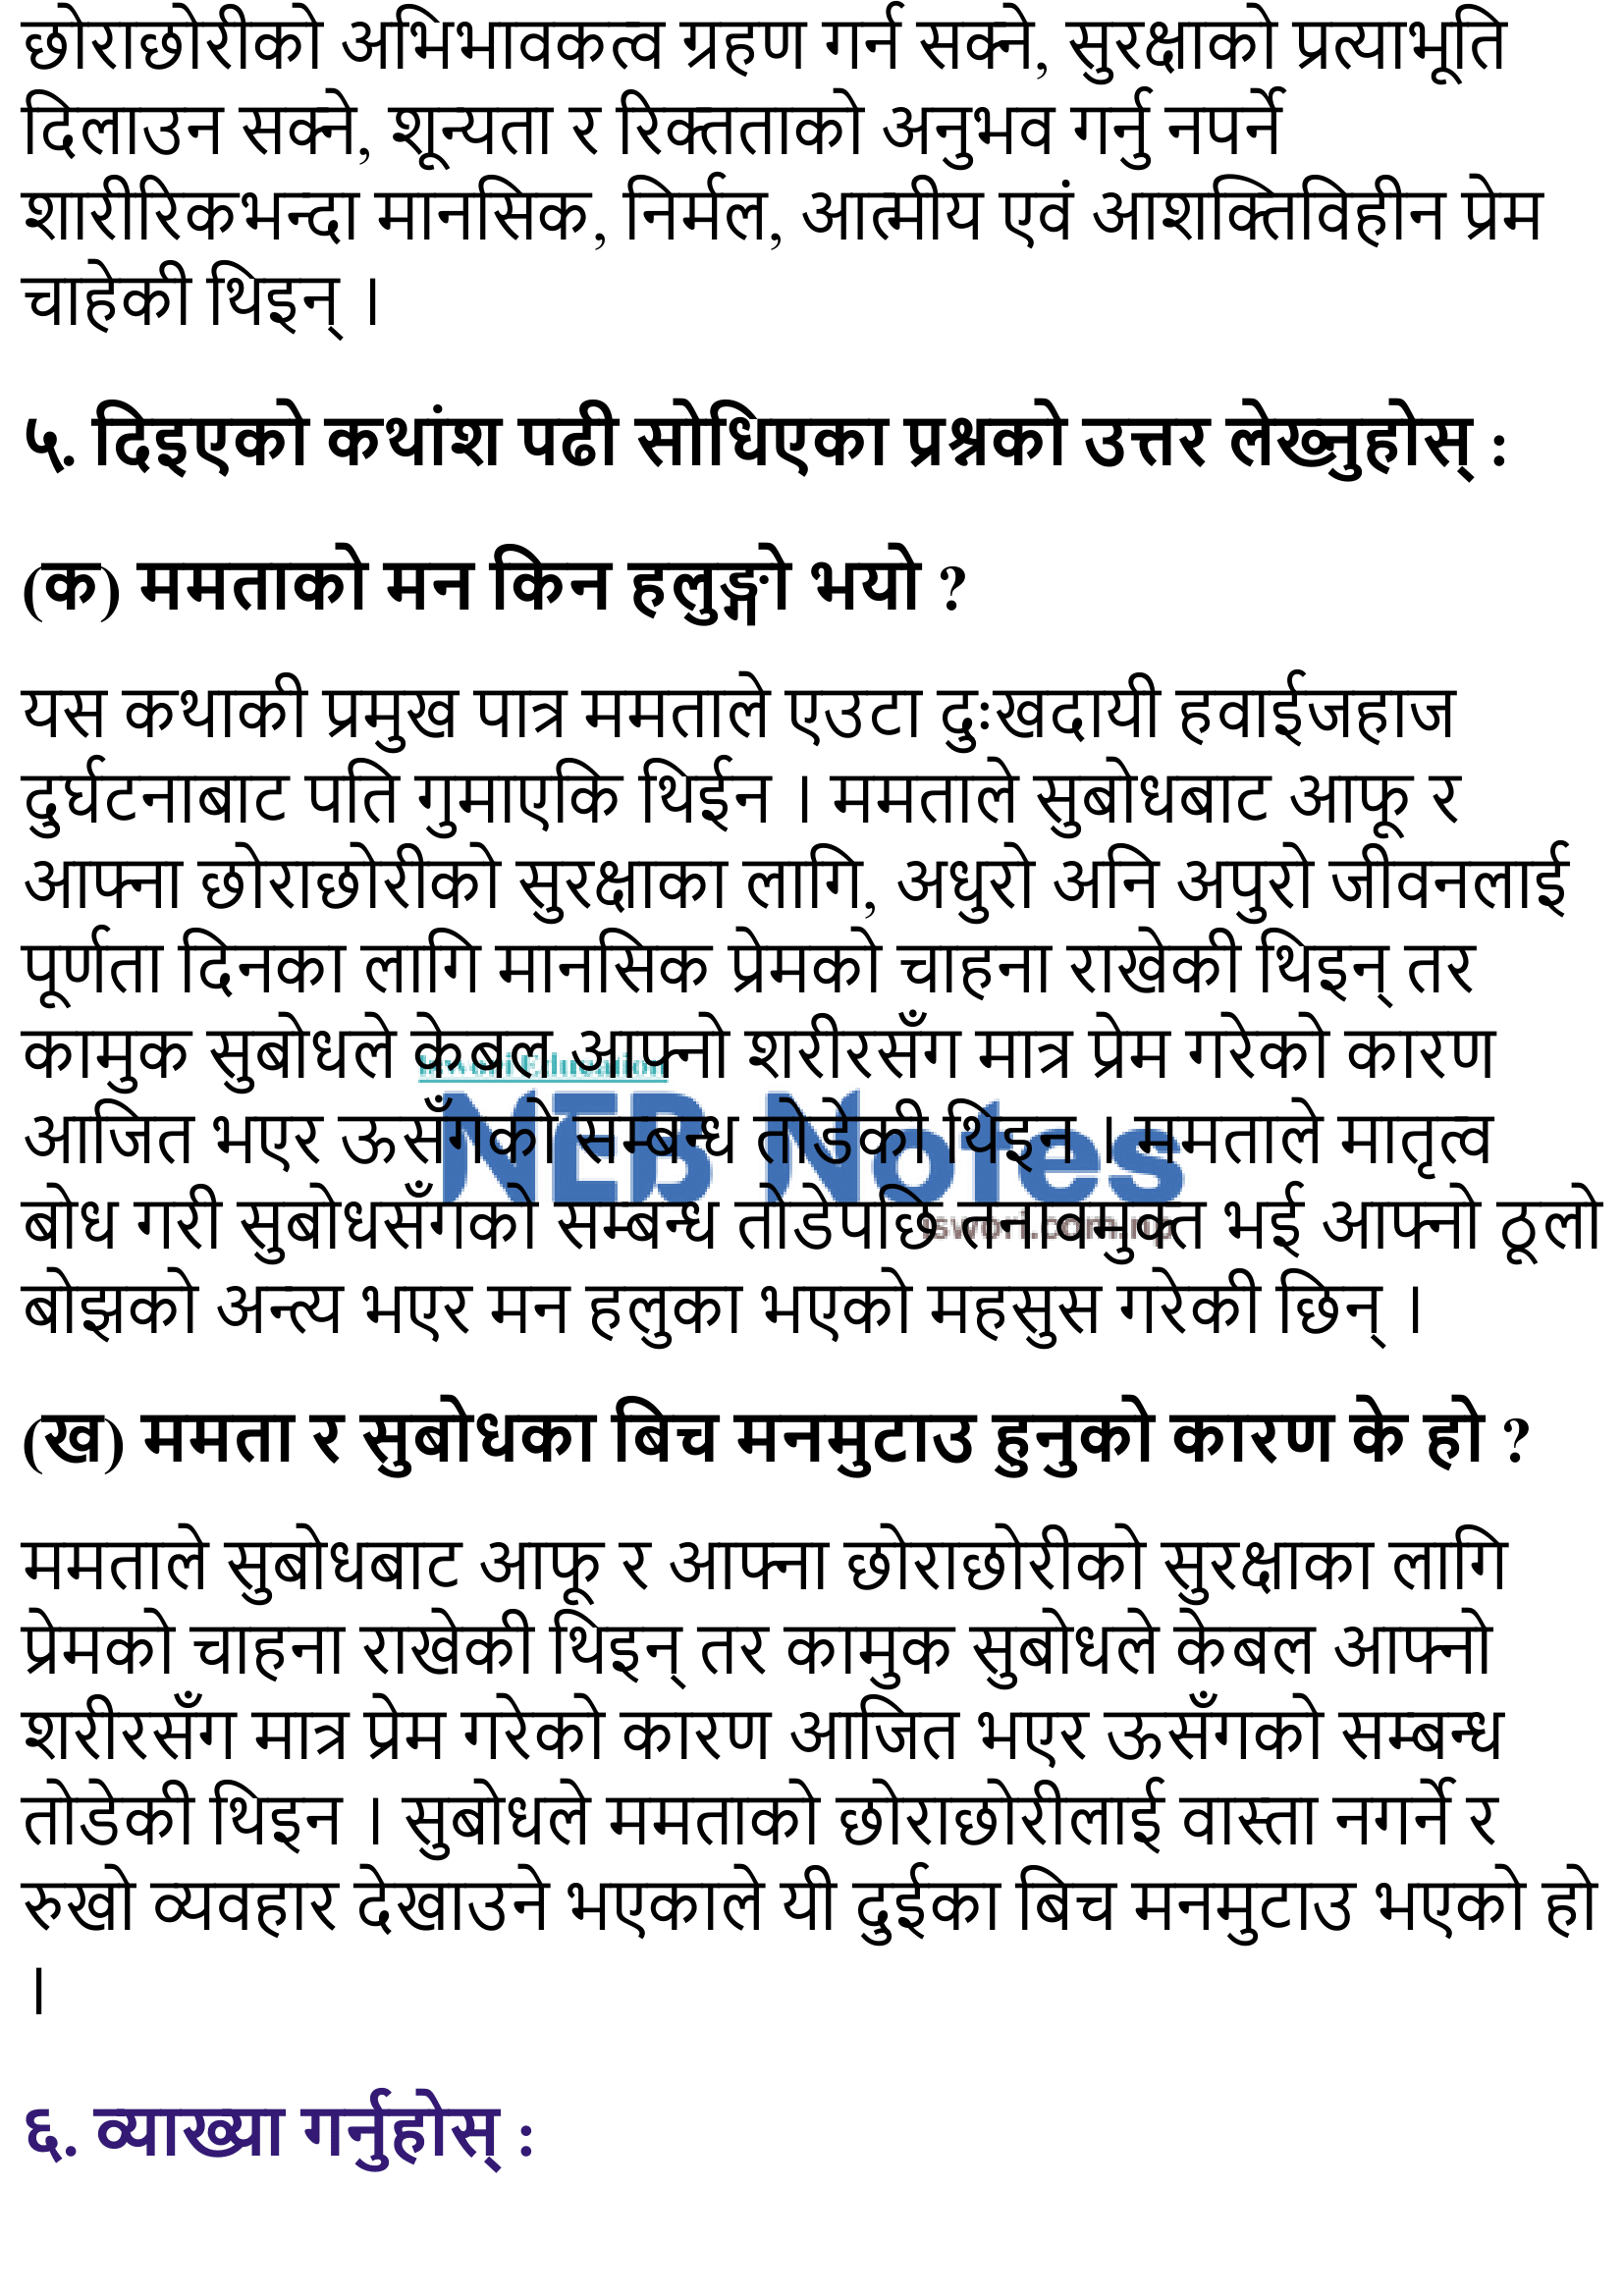 छोराछोरीको अभिभावकत्व ग्रहण गर्न सक्ने, सुरक्षाको प्रत्याभूति
दिलाउन सक्ने, शून्यता र रिक्तताको अनुभव गर्नु नपर्ने
शारीरिकभन्दा मानसिक, निर्मल, आत्मीय एवं आशक्तिविहीन प्रेम
चाहेकी थिइन् ।
५. दिइएको कथांश पढी सोधिएका प्रश्नको उत्तर लेख्नुहोस् :
(क) ममताको मन किन हलुङ्गो भयो ?
यस कथाकी प्रमुख पात्र ममताले एउटा दुःखदायी हवाईजहाज
दुर्घटनाबाट पति गुमाएकि थिईन । ममताले सुबोधबाट आफू र
आफ्ना छोराछोरीको सुरक्षाका लागि, अधुरो अनि अपुरो जीवनलाई
पूर्णता दिनका लागि मानसिक प्रेमको चाहना राखेकी थिइन् तर
कामुक सुबोधले केबल आफ्नो शरीरसँग मात्र प्रेम गरेको कारण
Iswori Education
आजित भएर ऊसँगको सम्बन्ध तोडेकी थिइन । ममताले मातृत्व
NEB Notes
बोध गरी सुबोधसँगको सम्बन्ध तोडेपछि तनावमुक्त भई आफ्नो ठूलो
iswori.com.np
बोझको अन्त्य भएर मन हलुका भएको महसुस गरेकी छिन् ।
(ख) ममता र सुबोधका बिच मनमुटाउ हुनुको कारण के हो ?
ममताले सुबोधबाट आफू र आफ्ना छोराछोरीको सुरक्षाका लागि
प्रेमको चाहना राखेकी थिइन् तर कामुक सुबोधले केबल आफ्नो
शरीरसँग मात्र प्रेम गरेको कारण आजित भएर ऊसँगको सम्बन्ध
तोडेकी थिइन । सुबोधले ममताको छोराछोरीलाई वास्ता नगर्ने र
रुखो व्यवहार देखाउने भएकाले यी दुईका बिच मनमुटाउ भएको हो
।
६. व्याख्या गर्नुहोस् :